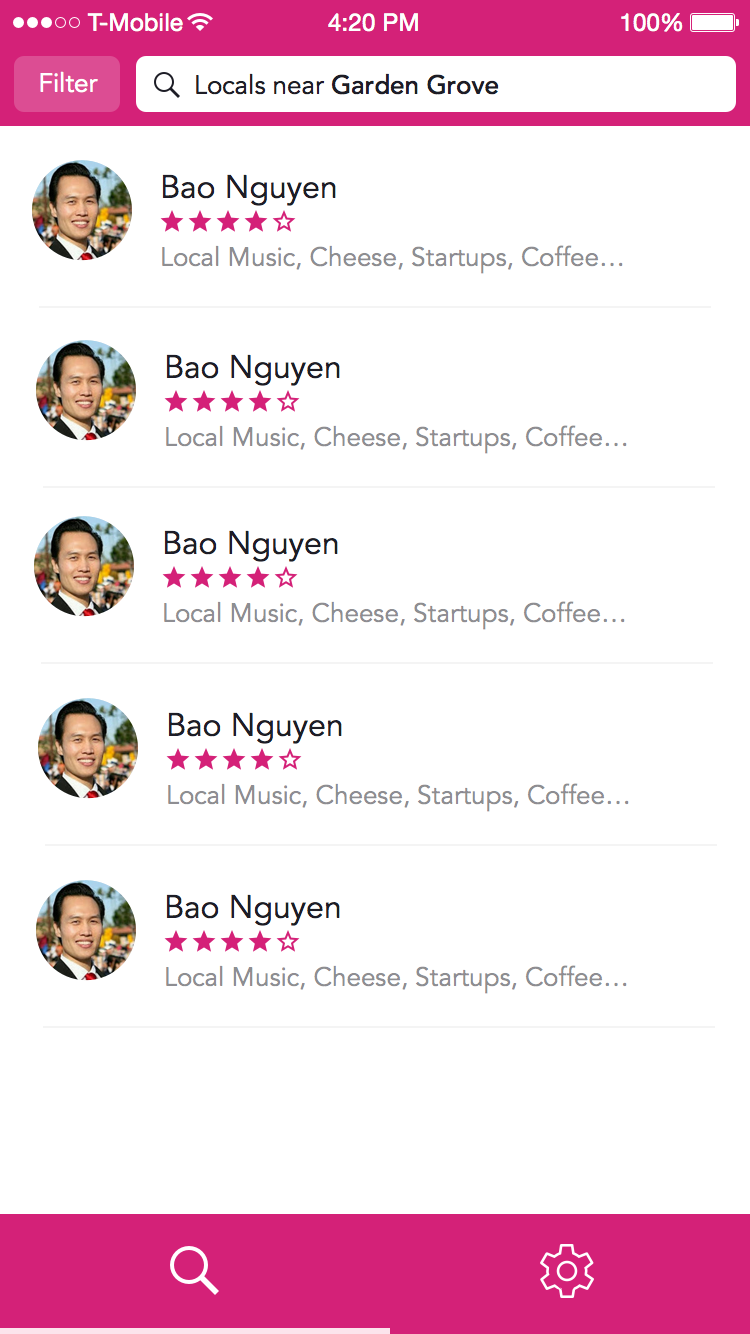 T-Mobile 4:20 PM 100%
Filter Locals near Garden Grove
Bao Nguyen
Local Music, Cheese, Startups, Coffee…
Bao Nguyen
Local Music, Cheese, Startups, Coffee…
Bao Nguyen
Local Music, Cheese, Startups, Coffee…
Bao Nguyen
Local Music, Cheese, Startups, Coffee…
Bao Nguyen
Local Music, Cheese, Startups, Coffee…